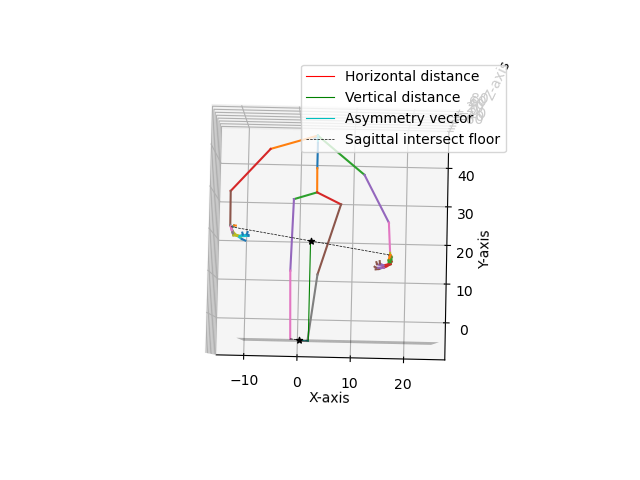 Horizontal distance
Vertical distance
Asymmetry vector
Sagittal intersect floor
Z-axis
40
30
20
10
0
Y-axis
−10
0
10
20
X-axis